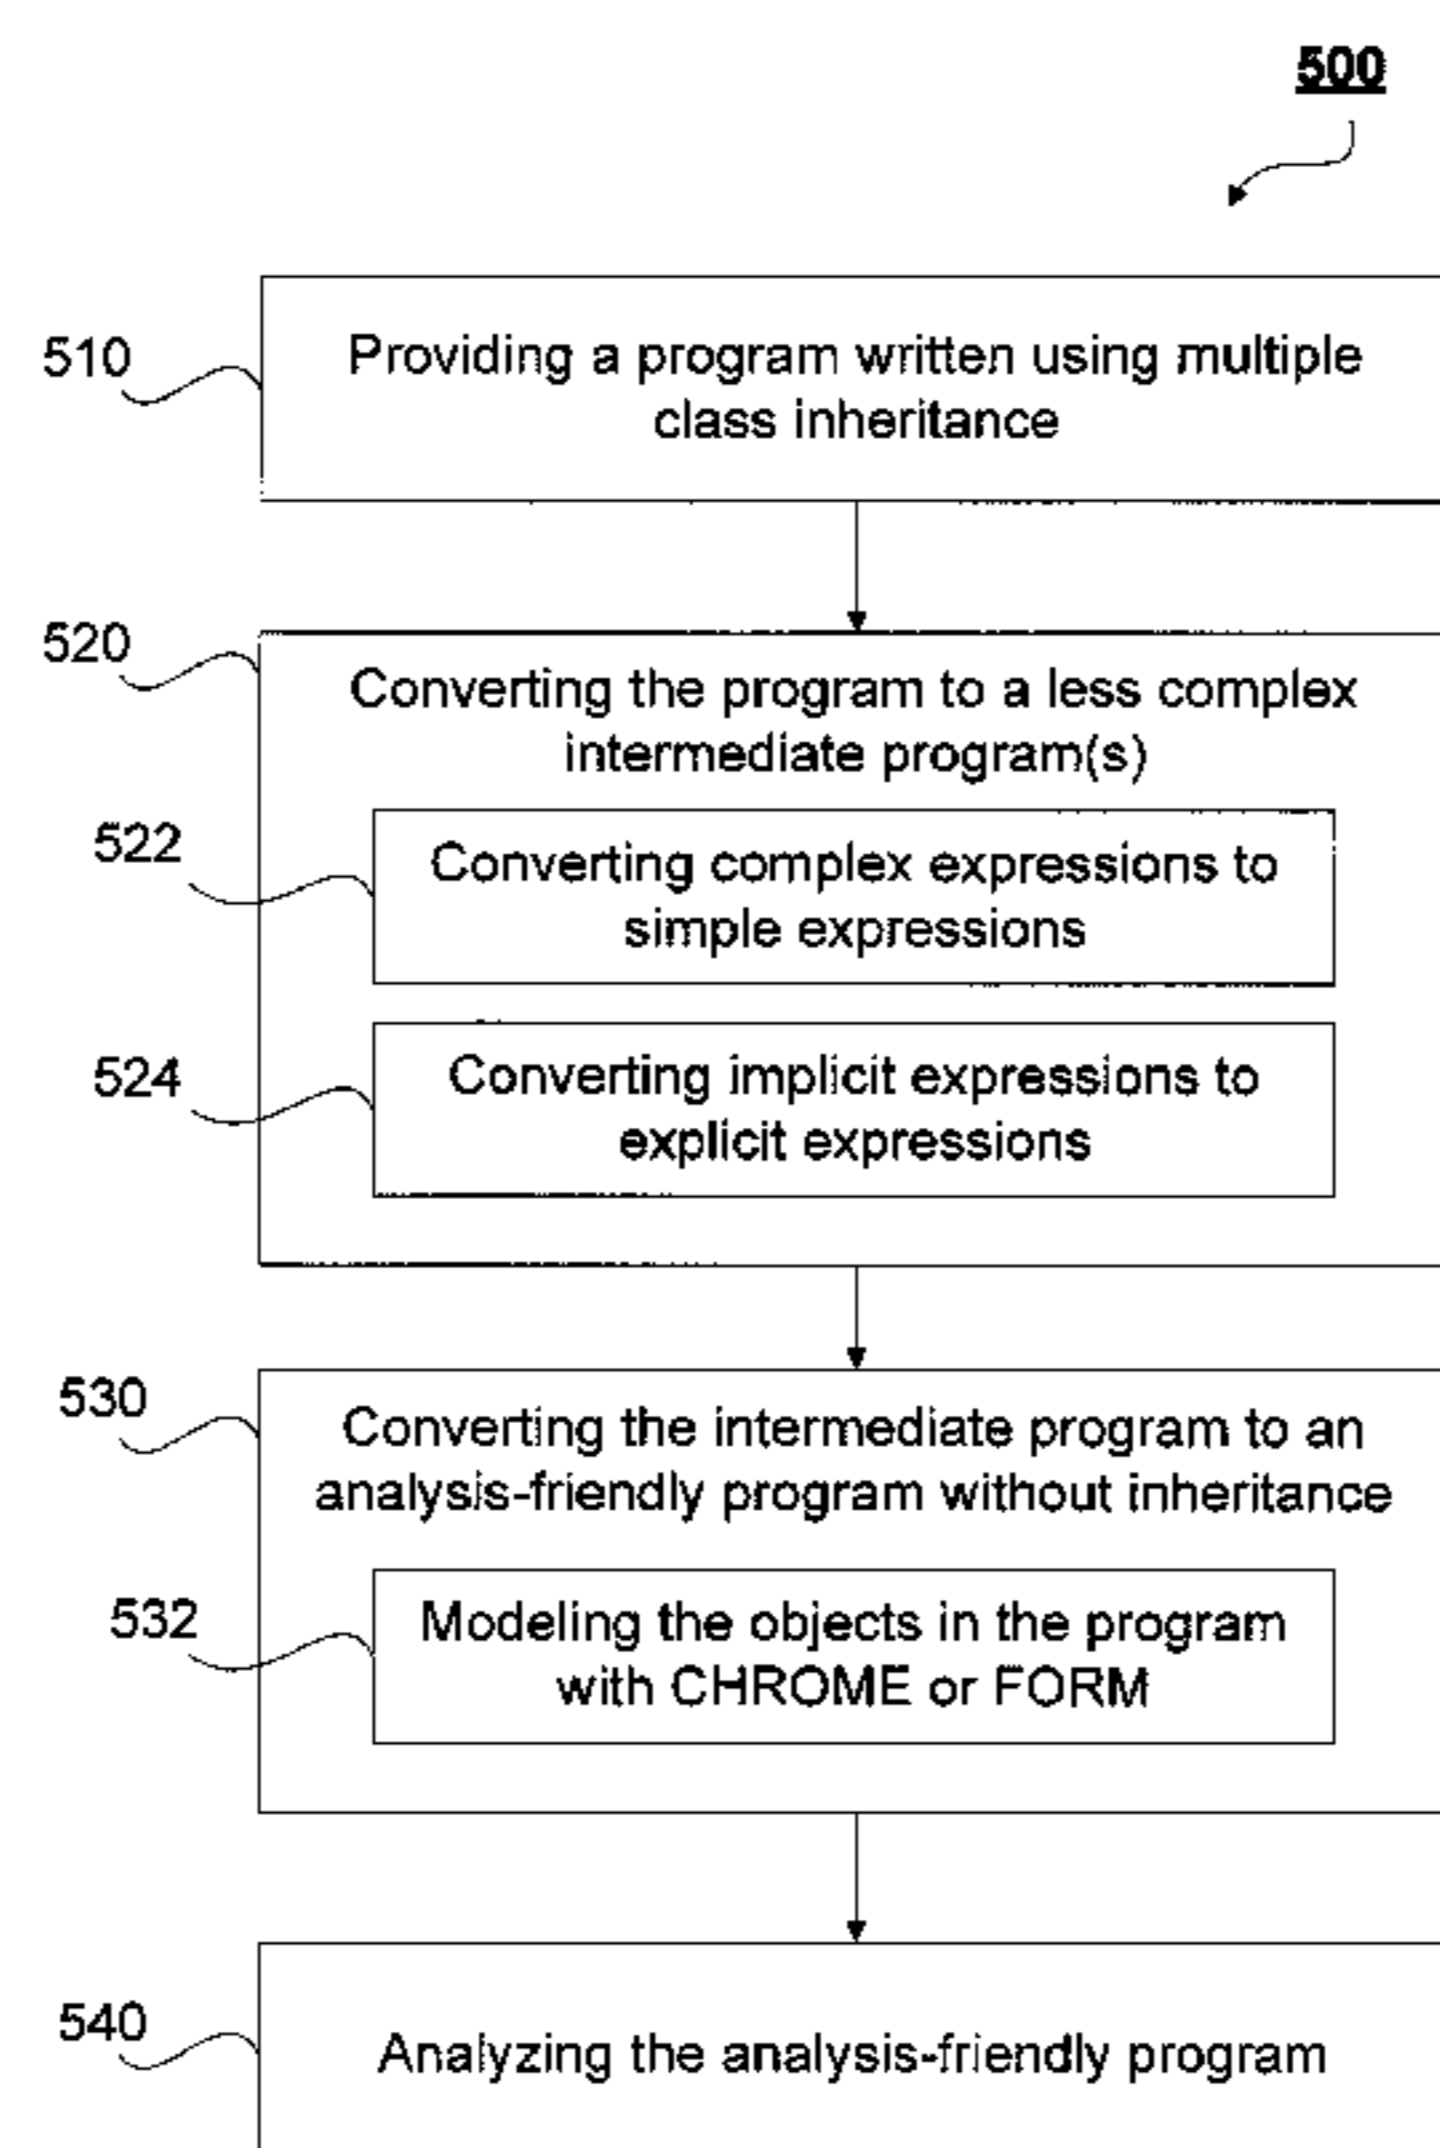 500
510
Providing a program written using multiple
class inheritance
520
Converting the program to a less complex
intermediate program(s)
522
Converting complex expressions to
simple expressions
524
Converting implicit expressions to
explicit expressions
530
Converting the intermediate program to an
analysis-friendly program without inheritance
532
Modeling the objects in the program
with CHROME or FORM
540
Analyzing the analysis-friendly program